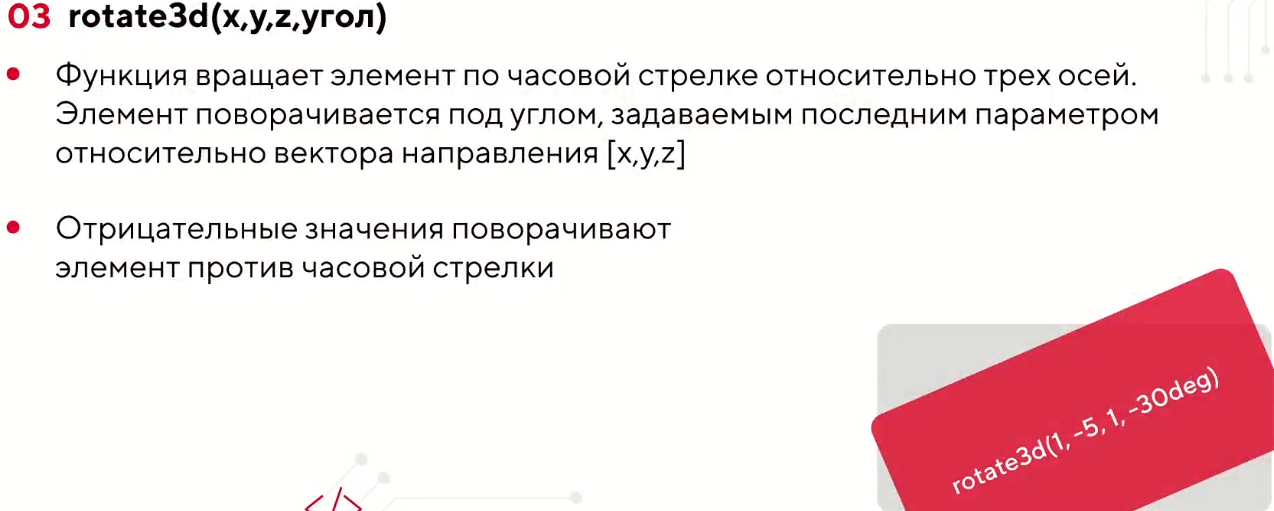 03 rotate3d(x,y,z,угол)
Функция вращает элемент по часовой стрелке относительно трех осей.
Элемент поворачивается под углом, задаваемым последним параметром
относительно вектора направления [x,y,z]
Отрицательные значения поворачивают
элемент против часовой стрелки
rotate3d(1, -5, 1, -30deg)